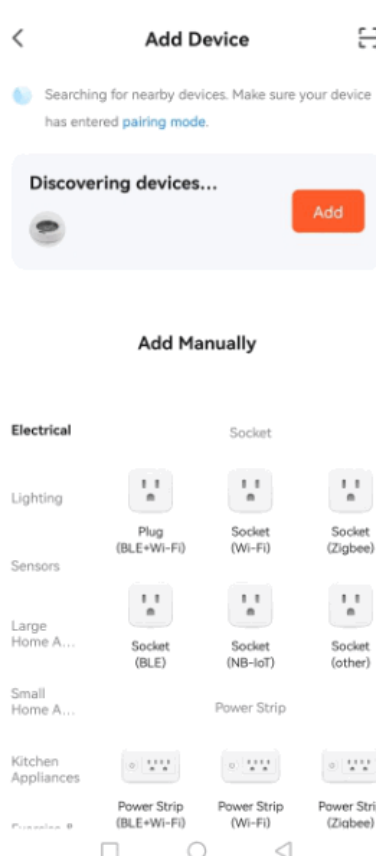 Add Device
Searching for nearby devices. Make sure your device
has entered pairing mode.
Discovering devices...
Add
Add Manually
Electrical
Socket
Lighting
Plug
(BLE+Wi-Fi)
Socket
(Wi-Fi)
Socket
(Zigbee)
Sensors
Large
Home A...
Socket
(BLE)
Socket
(NB-IoT)
Socket
(other)
Small
Home A...
Power Strip
Kitchen
Appliances
Power Strip
(BLE+Wi-Fi)
Power Strip
(Wi-Fi)
Power Stri
(Zigbee)